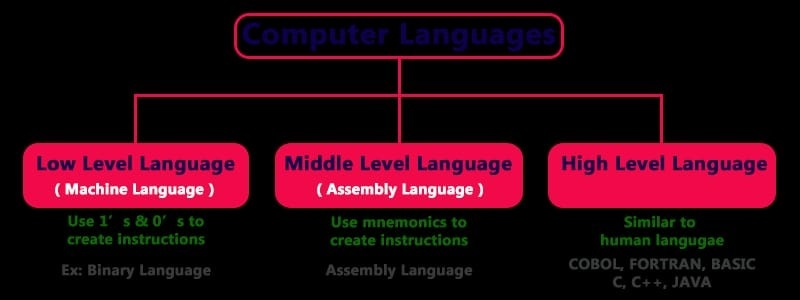 Computer Languages
Low Level Language
( Machine Language )
Use 1’ s & 0’ s to
create instructions
Ex: Binary Language
Middle Level Language
( Assembly Language )
Use mnemonics to
create instructions
Assembly Language
High Level Language
Similar to
human langugae
COBOL, FORTRAN, BASIC
C, C++, JAVA